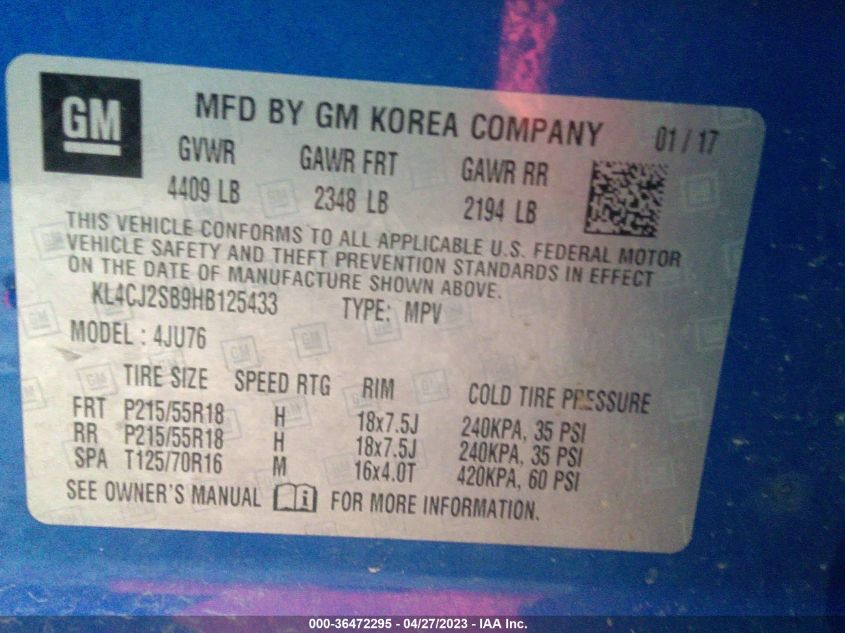 GM
MFD BY GM KOREA COMPANY 01/17
GVWR GAWR FRT GAWR RR
4409 LB 2348 LB 2194 LB
THIS VEHICLE CONFORMS TO ALL APPLICABLE U.S. FEDERAL MOTOR
VEHICLE SAFETY AND THEFT PREVENTION STANDARDS IN EFFECT
ON THE DATE OF MANUFACTURE SHOWN ABOVE.
KL4CJ2SB9HB125433 TYPE: MPV
MODEL : 4JU76
TIRE SIZE SPEED RTG RIM COLD TIRE PRESSURE
FRT P215/55R18 H 18x7.5J 240KPA, 35 PSI
RR P215/55R18 H 18x7.5J 240KPA, 35 PSI
SPA T125/70R16 M 16x4.0T 420KPA, 60 PSI
SEE OWNER'S MANUAL i FOR MORE INFORMATION.
000-36472295 - 04/27/2023 - IAA Inc.